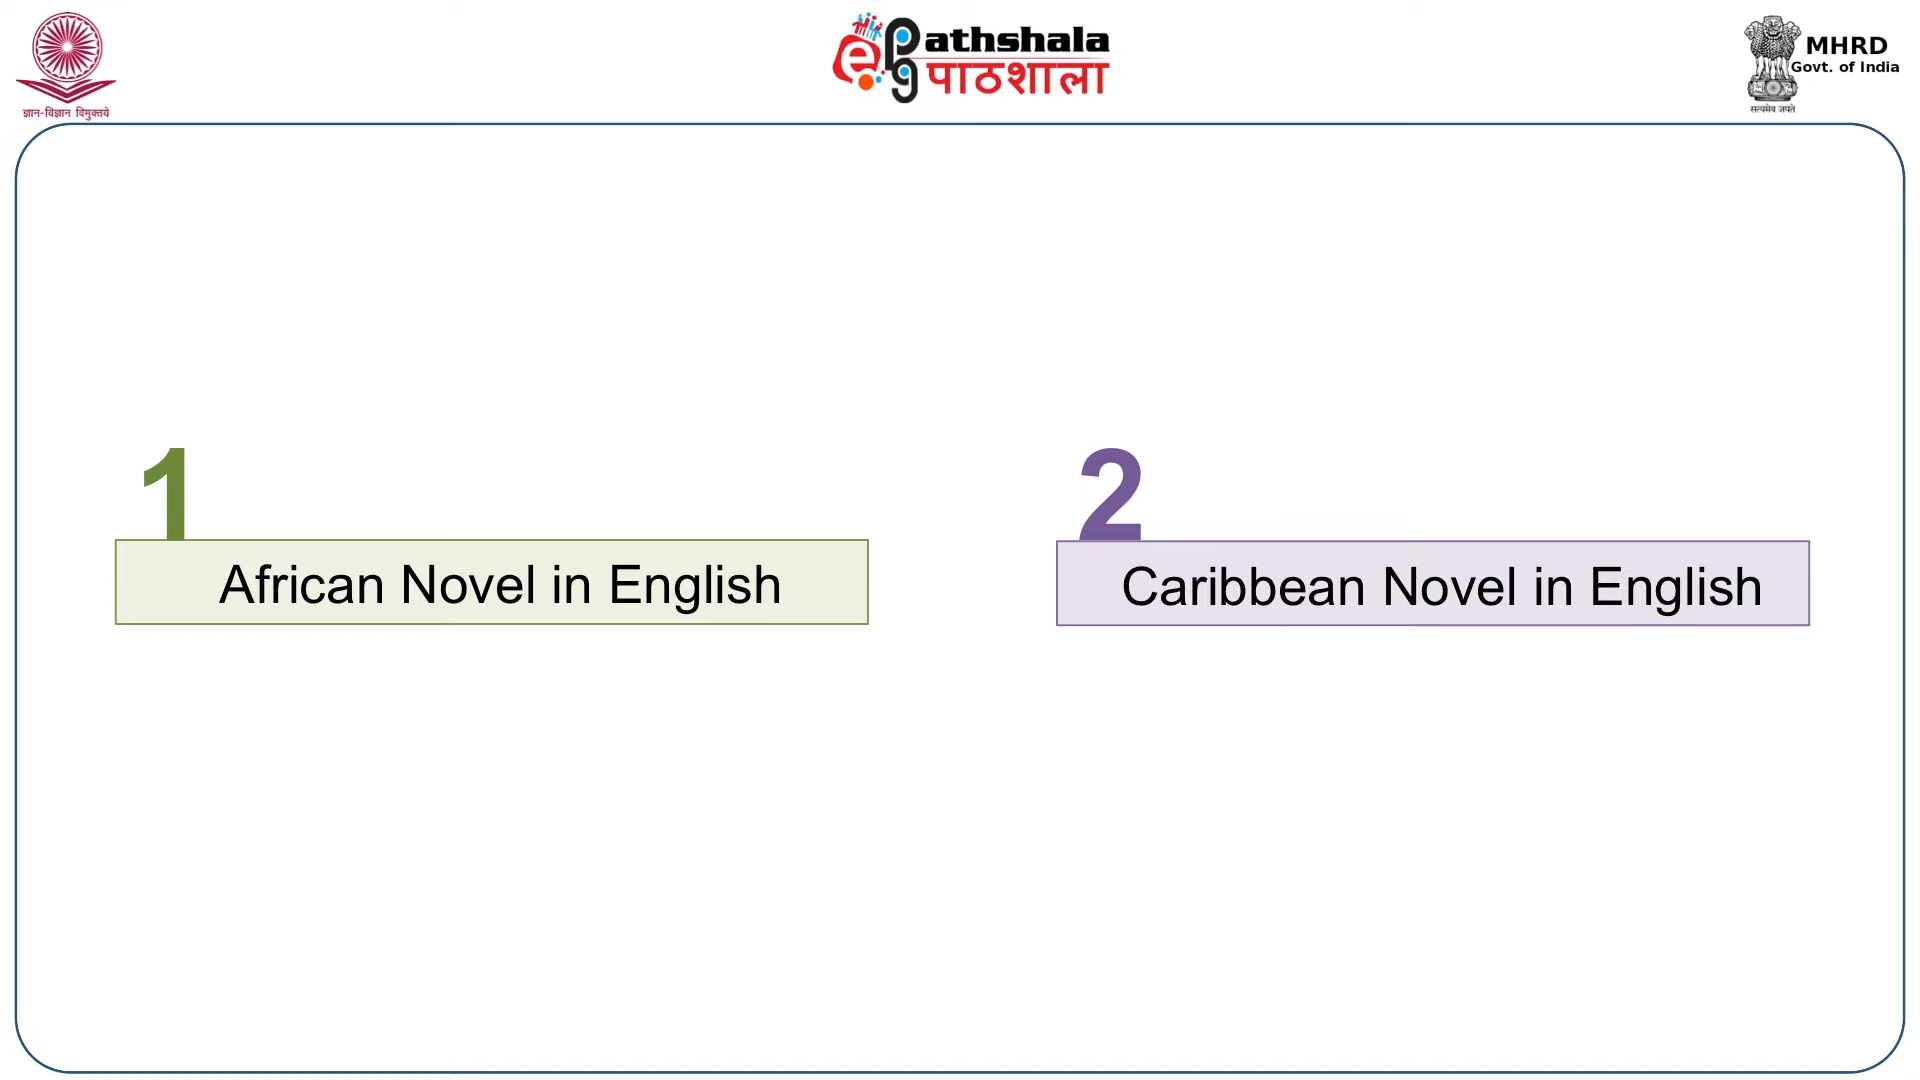 ज्ञान-विज्ञान विमुक्तये
e Pathshala
pg पाठशाला
MHRD
Govt. of India
सत्यमेव जयते
1
African Novel in English
2
Caribbean Novel in English